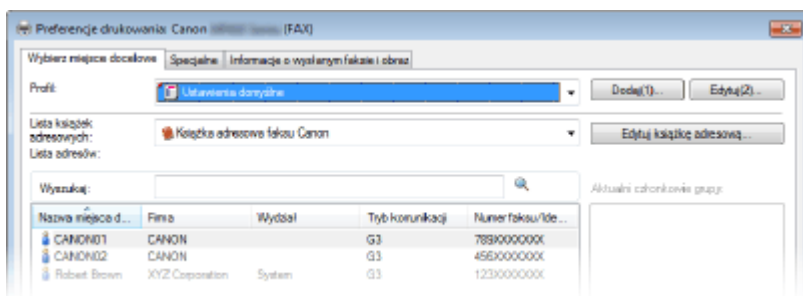 Preferencje drukowania: Canon (FAX)
Wybierz miejsce docelowe Specjalne Informacje o wysłanym faksie i obraz
Profil: Ustawienia domyślne Dodaj(1)... Edytuj(2)...
Lista książek adresowych: Książka adresowa faksu Canon Edytuj książkę adresową...
Lista adresów:
Wyszukaj: Aktualni członkowie grupy:
Nazwa miejsca d... Firma Wydział Tryb komunikacji Numer faksu/Ide...
CANON01 CANON G3 789XXXXXXX
CANON02 CANON G3 456XXXXXXX
Robert Brown XYZ Corporation System G3 123XXXXXXX